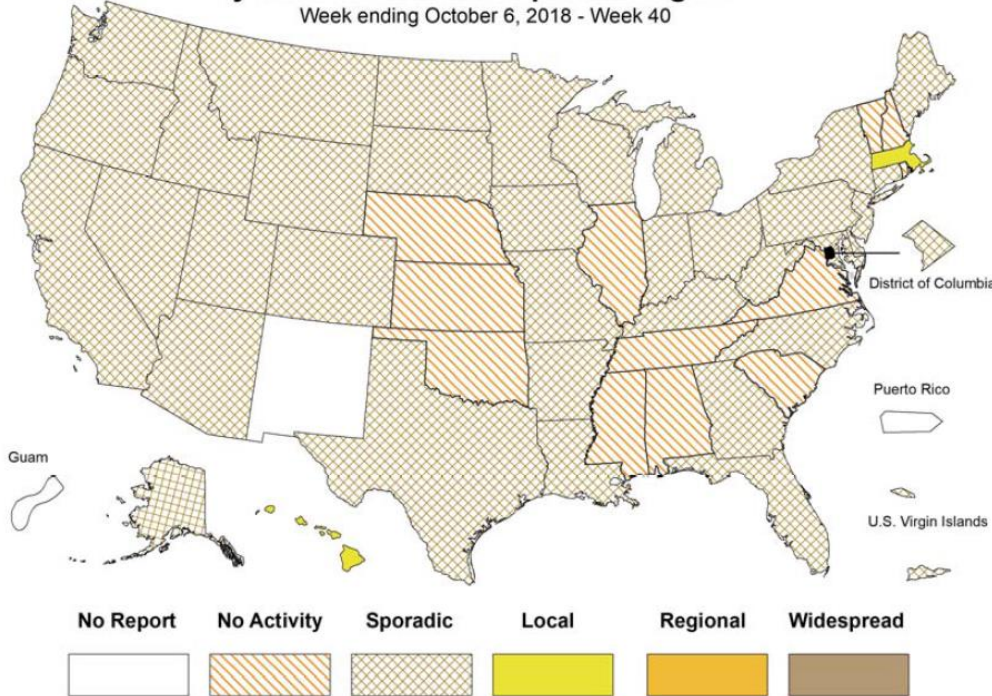 Week ending October 6, 2018 - Week 40
District of Columbia
Puerto Rico
Guam
U.S. Virgin Islands
No Report No Activity Sporadic Local Regional Widespread